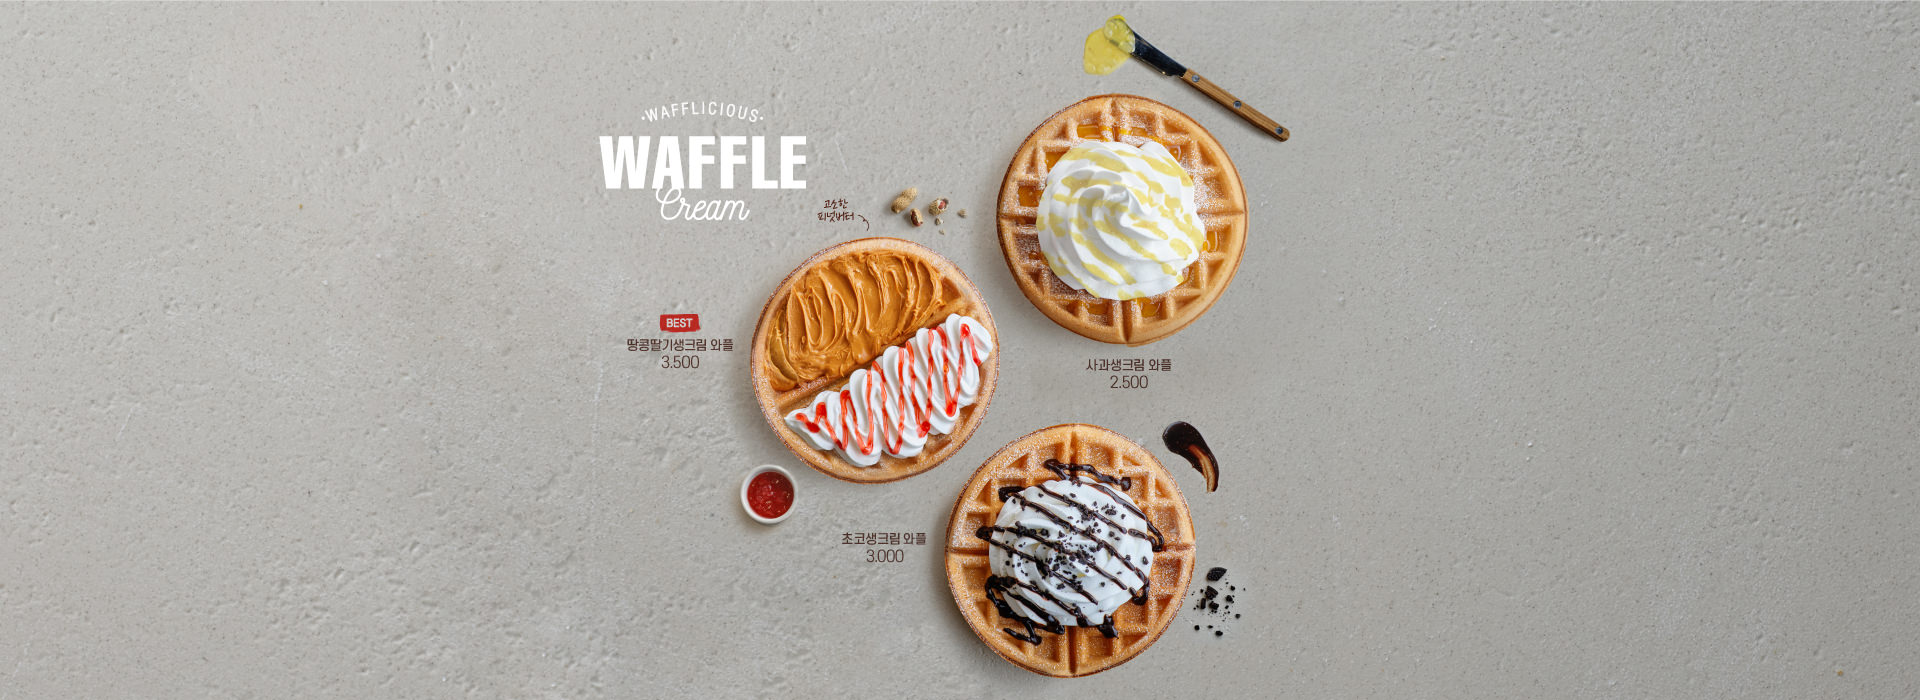 ·WAFFLICIOUS·
WAFFLE
Cream
고소한
피넛버터
BEST
땅콩딸기생크림 와플
3.500
사과생크림 와플
2.500
초코생크림 와플
3.000